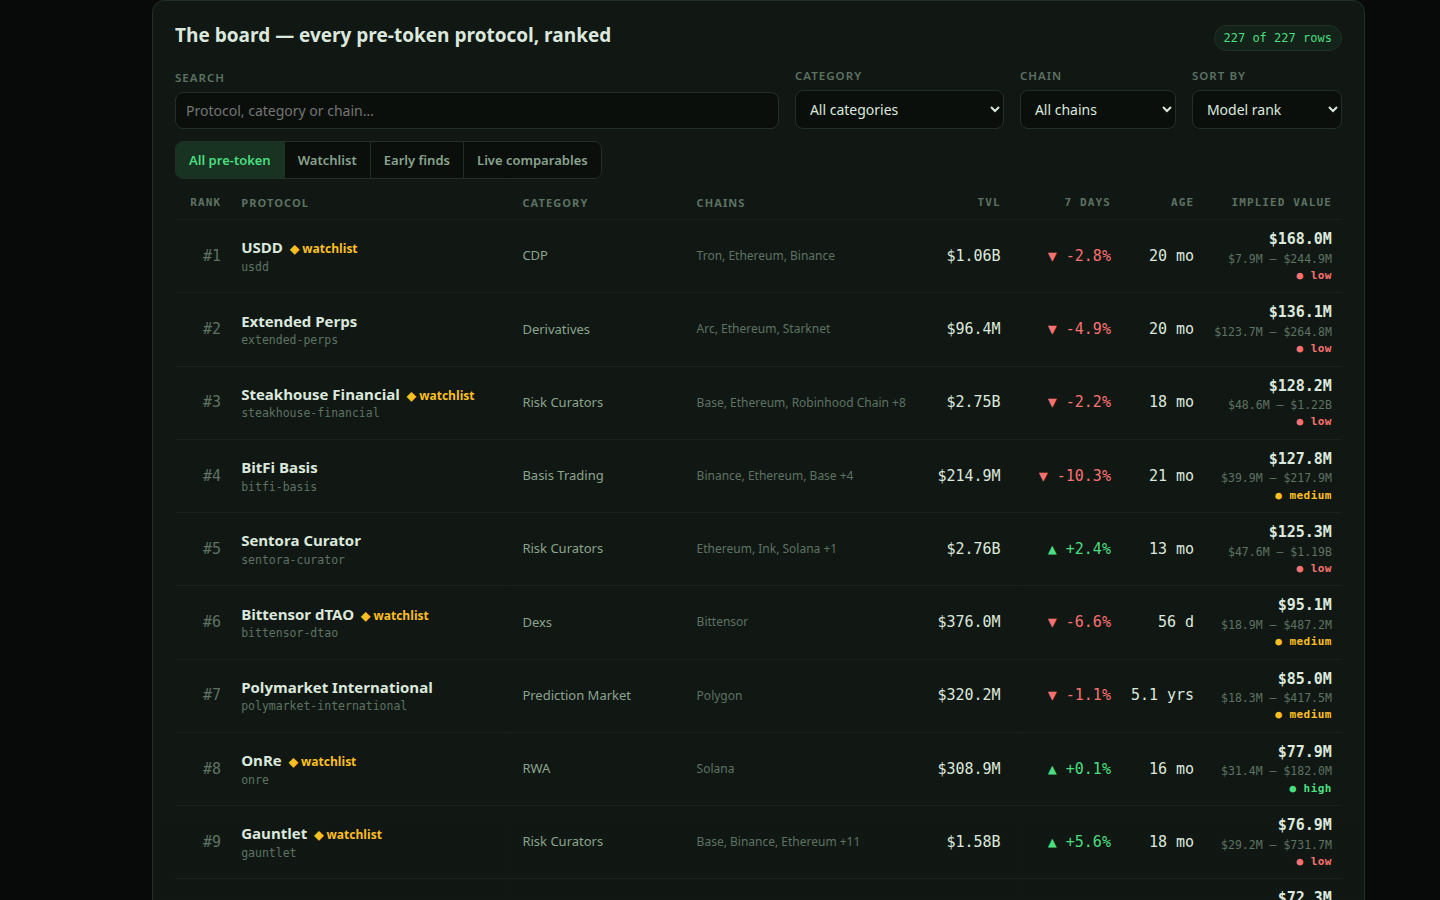 The board — every pre-token protocol, ranked
227 of 227 rows
SEARCH
CATEGORY
CHAIN
SORT BY
Protocol, category or chain...
All categories
All chains
Model rank
All pre-token
Watchlist
Early finds
Live comparables
RANK PROTOCOL CATEGORY CHAINS TVL 7 DAYS AGE IMPLIED VALUE
#1 USDD ◆ watchlist CDP Tron, Ethereum, Binance $1.06B ▼ -2.8% 20 mo $168.0M
usdd $7.9M — $244.9M
● low
#2 Extended Perps Derivatives Arc, Ethereum, Starknet $96.4M ▼ -4.9% 20 mo $136.1M
extended-perps $123.7M — $264.8M
● low
#3 Steakhouse Financial ◆ watchlist Risk Curators Base, Ethereum, Robinhood Chain +8 $2.75B ▼ -2.2% 18 mo $128.2M
steakhouse-financial $48.6M — $1.22B
● low
#4 BitFi Basis Basis Trading Binance, Ethereum, Base +4 $214.9M ▼ -10.3% 21 mo $127.8M
bitfi-basis $39.9M — $217.9M
● medium
#5 Sentora Curator Risk Curators Ethereum, Ink, Solana +1 $2.76B ▲ +2.4% 13 mo $125.3M
sentora-curator $47.6M — $1.19B
● low
#6 Bittensor dTAO ◆ watchlist Dexs Bittensor $376.0M ▼ -6.6% 56 d $95.1M
bittensor-dtao $18.9M — $487.2M
● medium
#7 Polymarket International Prediction Market Polygon $320.2M ▼ -1.1% 5.1 yrs $85.0M
polymarket-international $18.3M — $417.5M
● medium
#8 OnRe ◆ watchlist RWA Solana $308.9M ▲ +0.1% 16 mo $77.9M
onre $31.4M — $182.0M
● high
#9 Gauntlet ◆ watchlist Risk Curators Base, Binance, Ethereum +11 $1.58B ▲ +5.6% 18 mo $76.9M
gauntlet $29.2M — $731.7M
● low
$72.3M